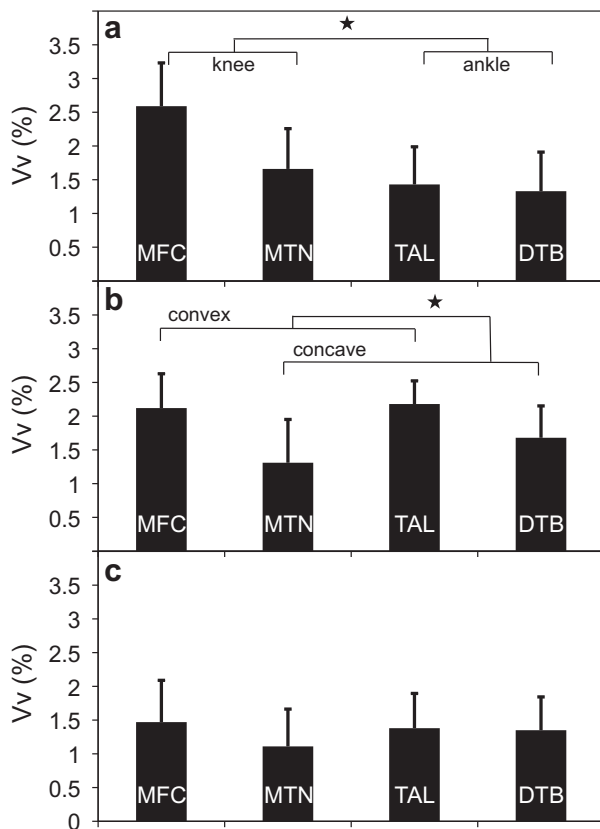 a
★
knee ankle
3.5
3
2.5
2
1.5
1
0.5
Vv (%)
MFC MTN TAL DTB
b
★
convex
concave
3.5
3
2.5
2
1.5
1
0.5
Vv (%)
MFC MTN TAL DTB
c
3.5
3
2.5
2
1.5
1
0.5
0
Vv (%)
MFC MTN TAL DTB